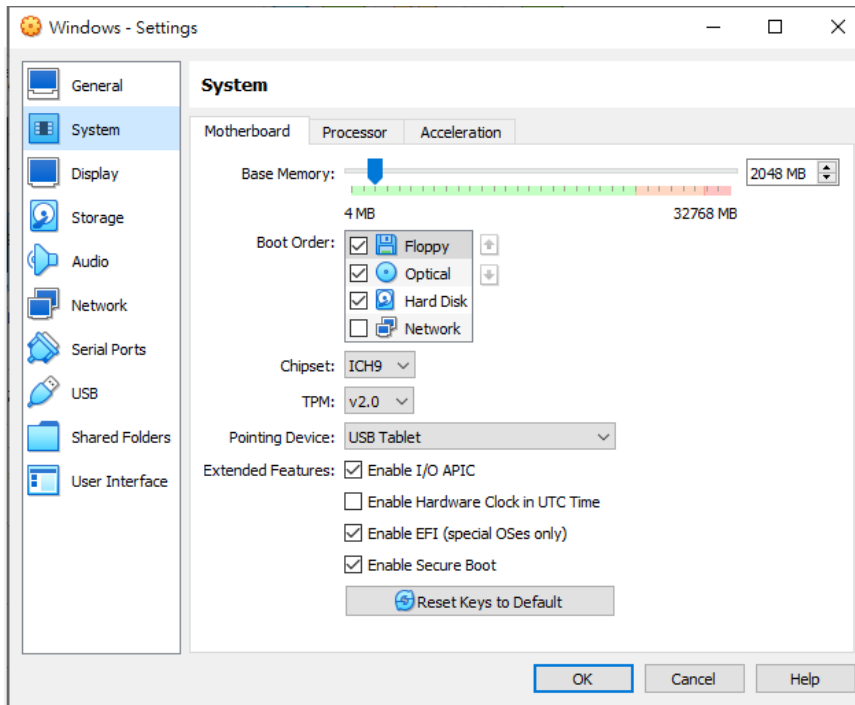 Windows - Settings
General
System
Display
Storage
Audio
Network
Serial Ports
USB
Shared Folders
User Interface
System
Motherboard Processor Acceleration
Base Memory: 2048 MB
4 MB 32768 MB
Boot Order: Floppy
Optical
Hard Disk
Network
Chipset: ICH9
TPM: v2.0
Pointing Device: USB Tablet
Extended Features: Enable I/O APIC
Enable Hardware Clock in UTC Time
Enable EFI (special OSes only)
Enable Secure Boot
Reset Keys to Default
OK Cancel Help